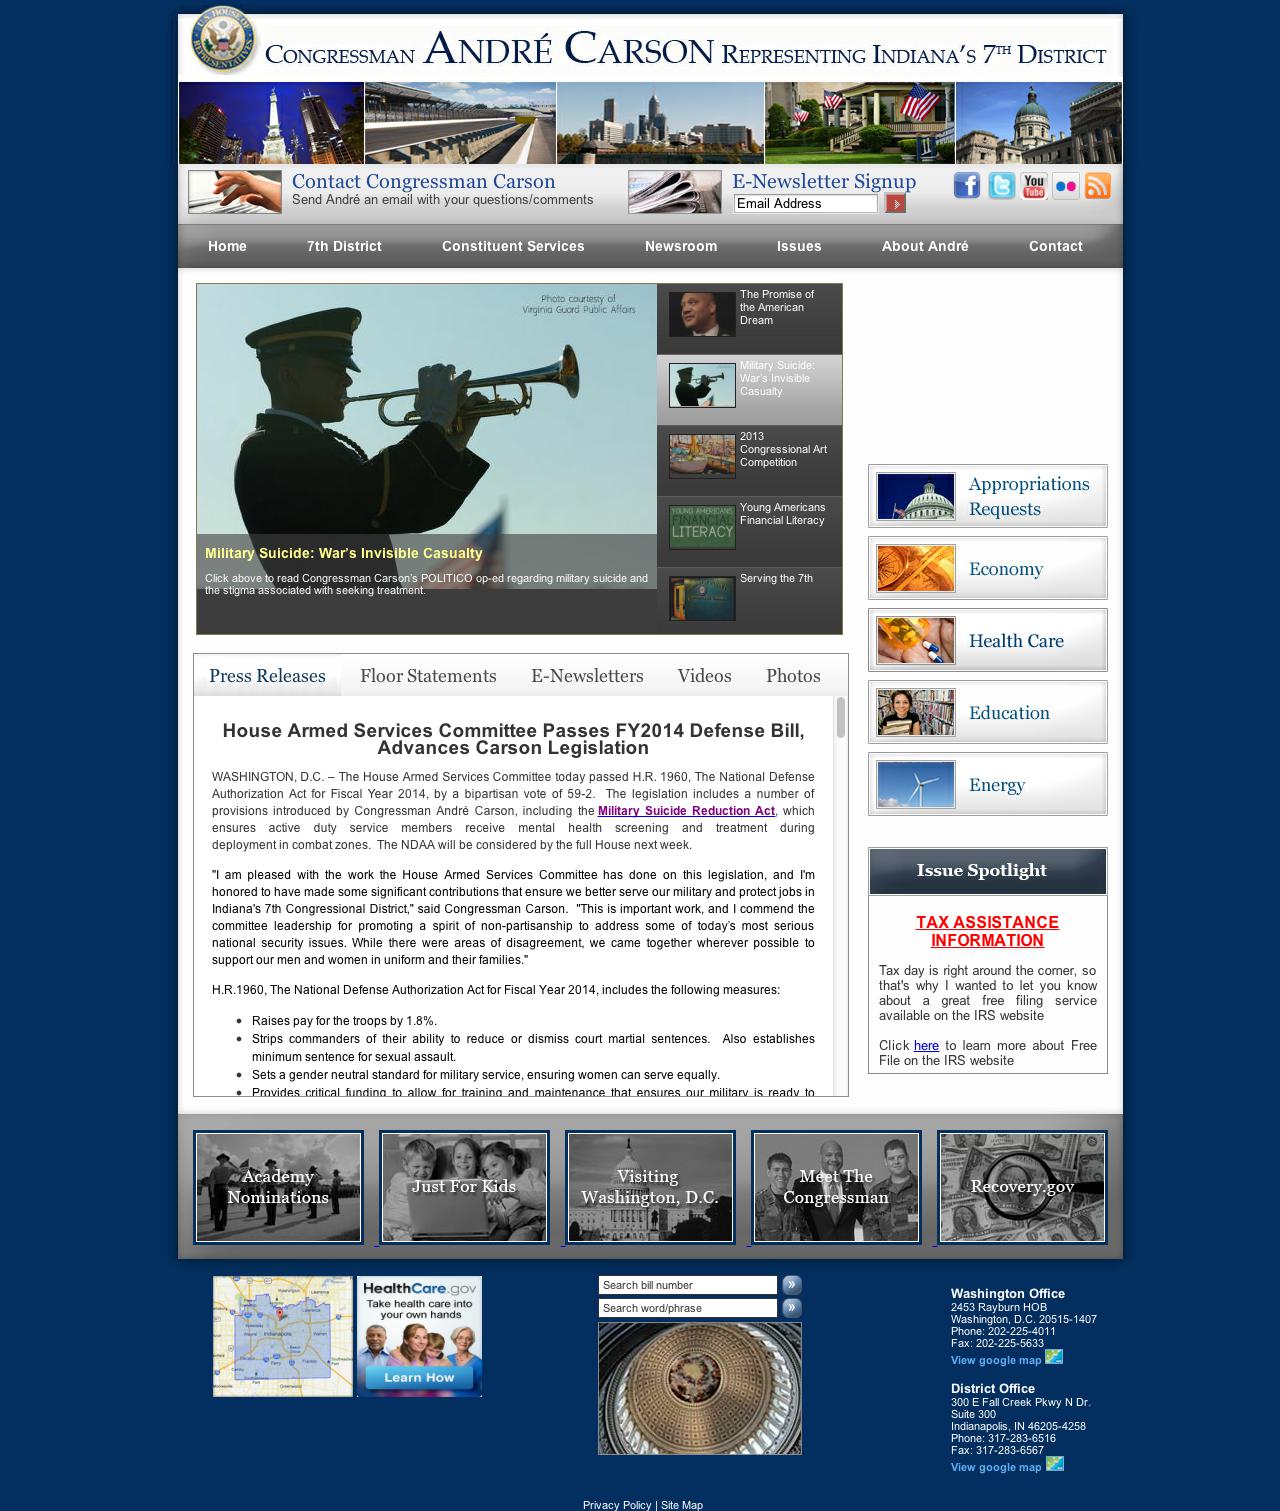 CONGRESSMAN ANDRÉ CARSON REPRESENTING INDIANA'S 7TH DISTRICT
Contact Congressman Carson
Send André an email with your questions/comments
E-Newsletter Signup
Email Address
You
Tube
Home
7th District
Constituent Services
Newsroom
Issues
About André
Contact
Photo courtesy of
Virginia Guard Public Affairs
Military Suicide: War's Invisible Casualty
Click above to read Congressman Carson's POLITICO op-ed regarding military suicide and
the stigma associated with seeking treatment.
The Promise of
the American
Dream
Military Suicide:
War's Invisible
Casualty
2013
Congressional Art
Competition
YOUNG AMERICANS
FINANCIAL
LITERACY
Young Americans
Financial Literacy
Serving the 7th
Appropriations
Requests
Economy
Health Care
Education
Energy
Press Releases
Floor Statements
E-Newsletters
Videos
Photos
House Armed Services Committee Passes FY2014 Defense Bill,
Advances Carson Legislation
WASHINGTON, D.C. – The House Armed Services Committee today passed H.R. 1960, The National Defense
Authorization Act for Fiscal Year 2014, by a bipartisan vote of 59-2. The legislation includes a number of
provisions introduced by Congressman André Carson, including the Military Suicide Reduction Act, which
ensures active duty service members receive mental health screening and treatment during
deployment in combat zones. The NDAA will be considered by the full House next week.
"I am pleased with the work the House Armed Services Committee has done on this legislation, and I'm
honored to have made some significant contributions that ensure we better serve our military and protect jobs in
Indiana's 7th Congressional District," said Congressman Carson. "This is important work, and I commend the
committee leadership for promoting a spirit of non-partisanship to address some of today's most serious
national security issues. While there were areas of disagreement, we came together wherever possible to
support our men and women in uniform and their families."
H.R.1960, The National Defense Authorization Act for Fiscal Year 2014, includes the following measures:
• Raises pay for the troops by 1.8%.
• Strips commanders of their ability to reduce or dismiss court martial sentences. Also establishes
minimum sentence for sexual assault.
• Sets a gender neutral standard for military service, ensuring women can serve equally.
• Provides critical funding to allow for training and maintenance that ensures our military is ready to
Issue Spotlight
TAX ASSISTANCE
INFORMATION
Tax day is right around the corner, so
that's why I wanted to let you know
about a great free filing service
available on the IRS website
Click here to learn more about Free
File on the IRS website
Academy
Nominations
Just For Kids
Visiting
Washington, D.C.
Meet The
Congressman
Recovery.gov
Indianapolis
HealthCare.gov
Take health care into
your own hands
Learn How
Search bill number
»
Search word/phrase
»
Washington Office
2453 Rayburn HOB
Washington, D.C. 20515-1407
Phone: 202-225-4011
Fax: 202-225-5633
View google map
District Office
300 E Fall Creek Pkwy N Dr.
Suite 300
Indianapolis, IN 46205-4258
Phone: 317-283-6516
Fax: 317-283-6567
View google map
Privacy Policy | Site Map